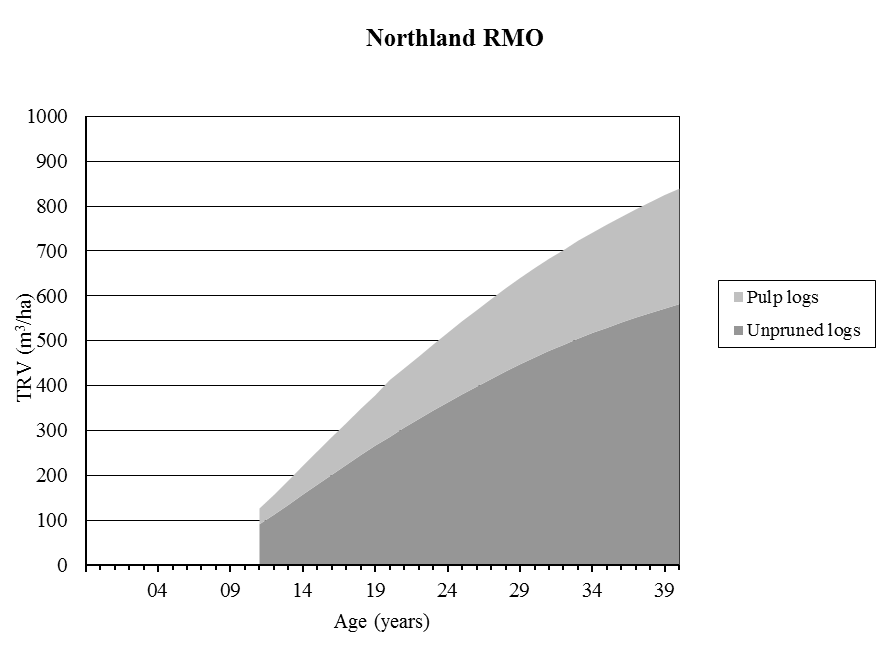 Northland RMO
1000
900
800
700
600
500
400
300
200
100
0
TRV (m³/ha)
04 09 14 19 24 29 34 39
Age (years)
Pulp logs
Unpruned logs